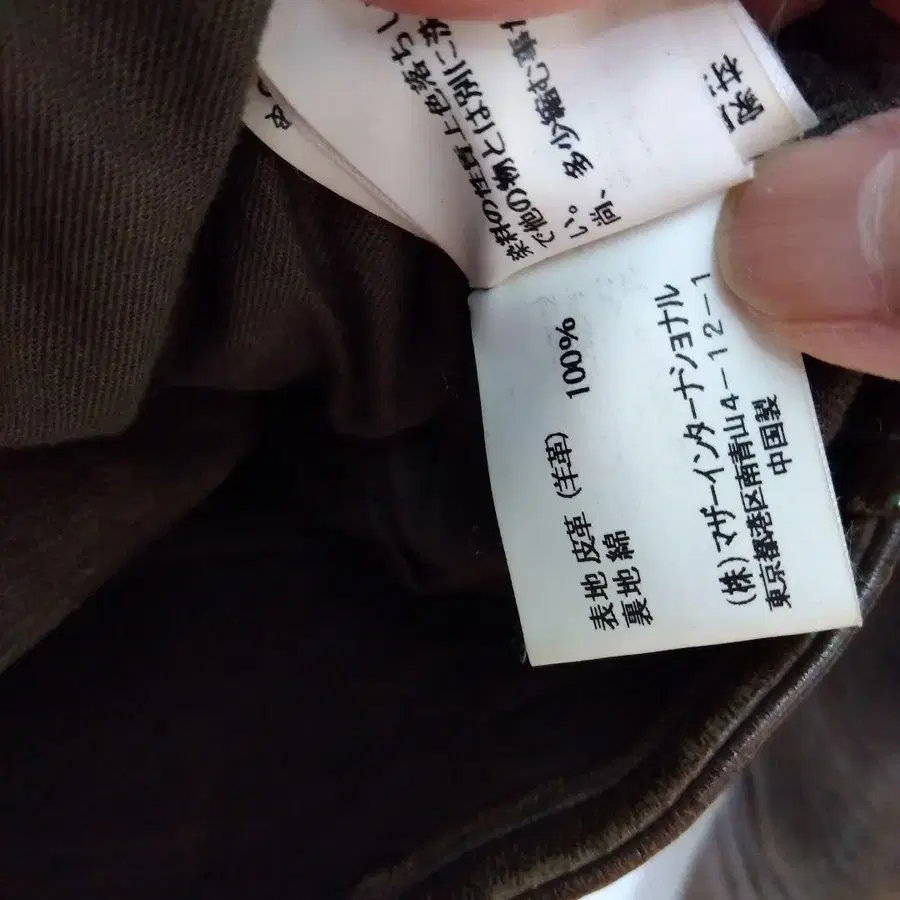 染料の性質上色落ちし
で他の物とは別に
い。
尚、多少縮む事
表地 皮革 (羊革)
裏地 綿 100%
(株) マザーインターナショナル
東京都港区南青山4-12-1
中国製